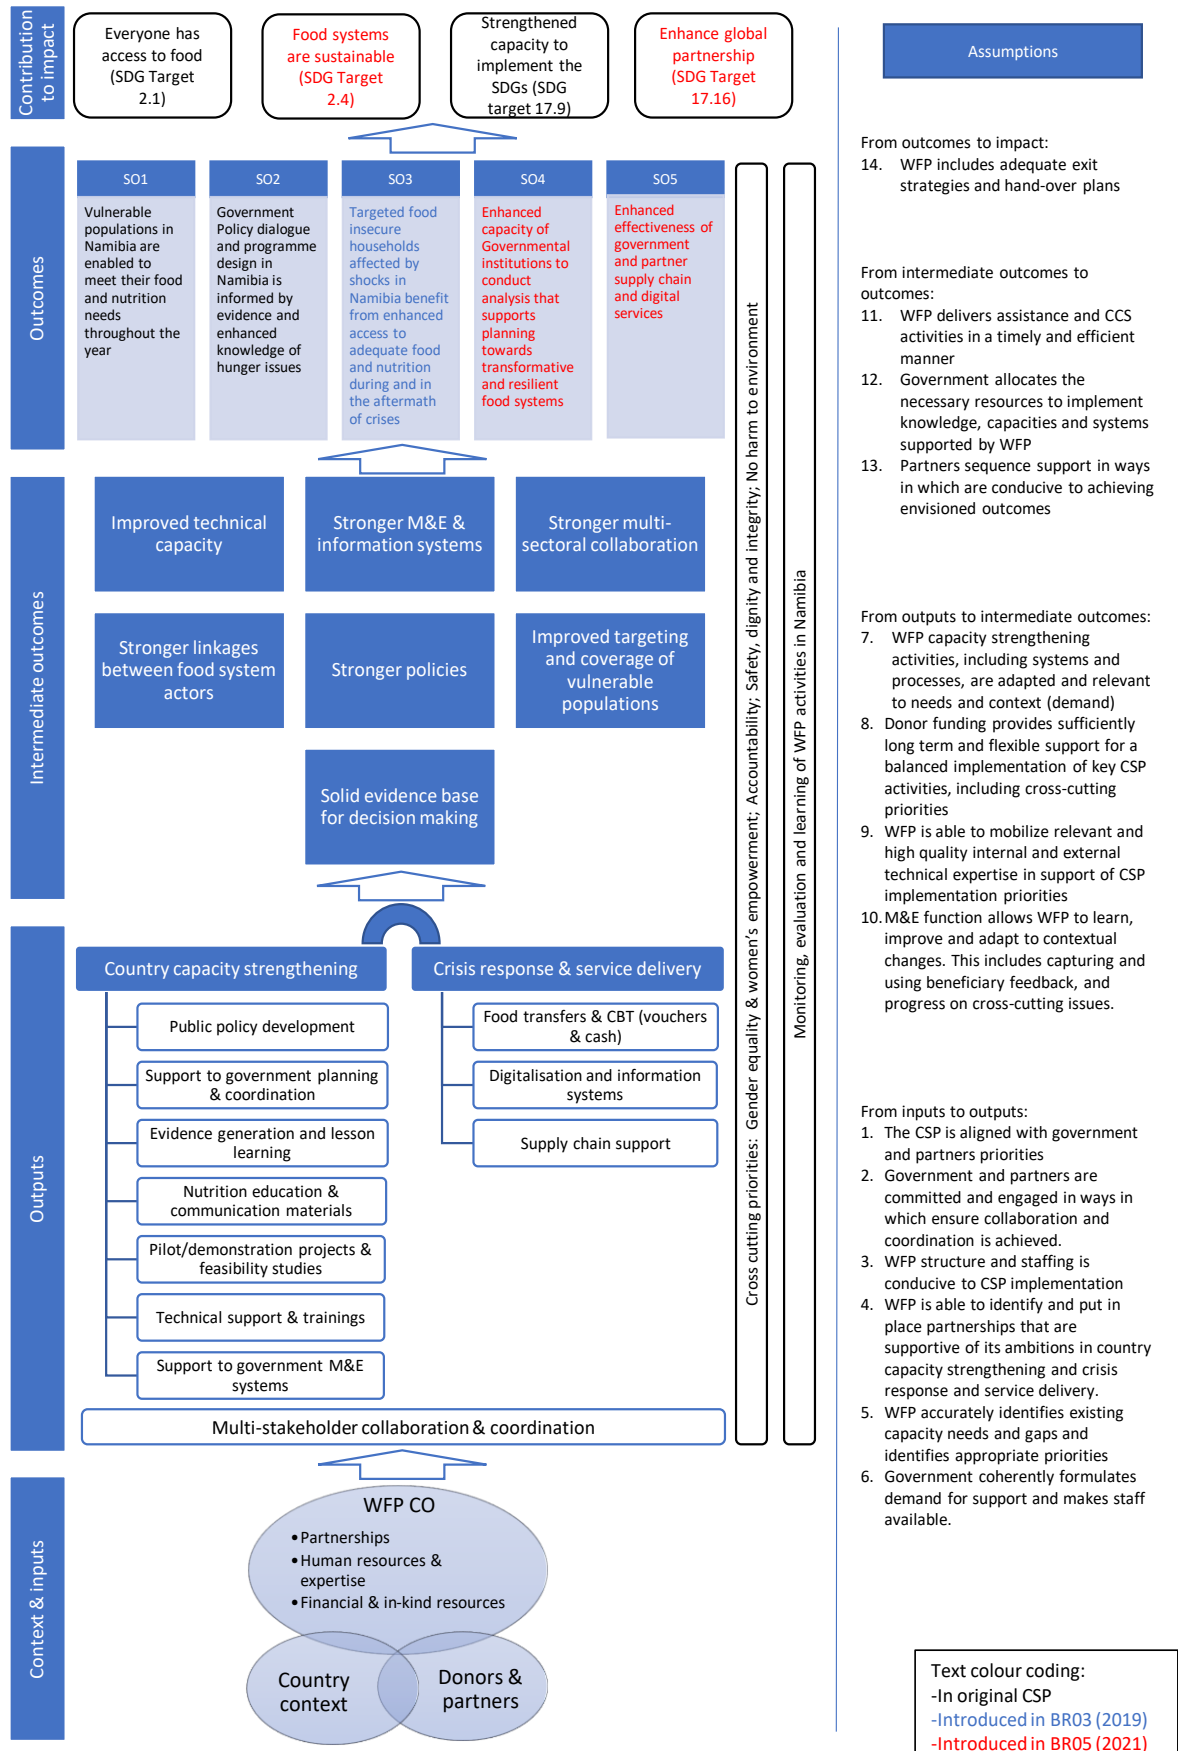 Contribution
to impact
Everyone has
access to food
(SDG Target
2.1)
Food systems
are sustainable
(SDG Target
2.4)
Strengthened
capacity to
implement the
SDGs (SDG
target 17.9)
Enhance global
partnership
(SDG Target
17.16)
Outcomes
SO1
Vulnerable
populations in
Namibia are
enabled to
meet their food
and nutrition
needs
throughout the
year
SO2
Government
Policy dialogue
and programme
design in
Namibia is
informed by
evidence and
enhanced
knowledge of
hunger issues
SO3
Targeted food
insecure
households
affected by
shocks in
Namibia benefit
from enhanced
access to
adequate food
and nutrition
during and in
the aftermath
of crises
SO4
Enhanced
capacity of
Governmental
institutions to
conduct
analysis that
supports
planning
towards
transformative
and resilient
food systems
SO5
Enhanced
effectiveness of
government
and partner
supply chain
and digital
services
Intermediate outcomes
Improved technical
capacity
Stronger M&E &
information systems
Stronger multi-
sectoral collaboration
Stronger linkages
between food system
actors
Stronger policies
Improved targeting
and coverage of
vulnerable
populations
Solid evidence base
for decision making
Outputs
Country capacity strengthening
Public policy development
Support to government planning
& coordination
Evidence generation and lesson
learning
Nutrition education &
communication materials
Pilot/demonstration projects &
feasibility studies
Technical support & trainings
Support to government M&E
systems
Crisis response & service delivery
Food transfers & CBT (vouchers
& cash)
Digitalisation and information
systems
Supply chain support
Multi-stakeholder collaboration & coordination
Cross cutting priorities: Gender equality & women's empowerment; Accountability; Safety, dignity and integrity; No harm to environment
Monitoring, evaluation and learning of WFP activities in Namibia
Context & inputs
WFP CO
•Partnerships
•Human resources &
expertise
•Financial & in-kind resources
Country
context
Donors &
partners
Assumptions
From outcomes to impact:
14. WFP includes adequate exit
strategies and hand-over plans
From intermediate outcomes to
outcomes:
11. WFP delivers assistance and CCS
activities in a timely and efficient
manner
12. Government allocates the
necessary resources to implement
knowledge, capacities and systems
supported by WFP
13. Partners sequence support in ways
in which are conducive to achieving
envisioned outcomes
From outputs to intermediate outcomes:
7. WFP capacity strengthening
activities, including systems and
processes, are adapted and relevant
to needs and context (demand)
8. Donor funding provides sufficiently
long term and flexible support for a
balanced implementation of key CSP
activities, including cross-cutting
priorities
9. WFP is able to mobilize relevant and
high quality internal and external
technical expertise in support of CSP
implementation priorities
10. M&E function allows WFP to learn,
improve and adapt to contextual
changes. This includes capturing and
using beneficiary feedback, and
progress on cross-cutting issues.
From inputs to outputs:
1. The CSP is aligned with government
and partners priorities
2. Government and partners are
committed and engaged in ways in
which ensure collaboration and
coordination is achieved.
3. WFP structure and staffing is
conducive to CSP implementation
4. WFP is able to identify and put in
place partnerships that are
supportive of its ambitions in country
capacity strengthening and crisis
response and service delivery.
5. WFP accurately identifies existing
capacity needs and gaps and
identifies appropriate priorities
6. Government coherently formulates
demand for support and makes staff
available.
Text colour coding:
-In original CSP
-Introduced in BR03 (2019)
-Introduced in BR05 (2021)